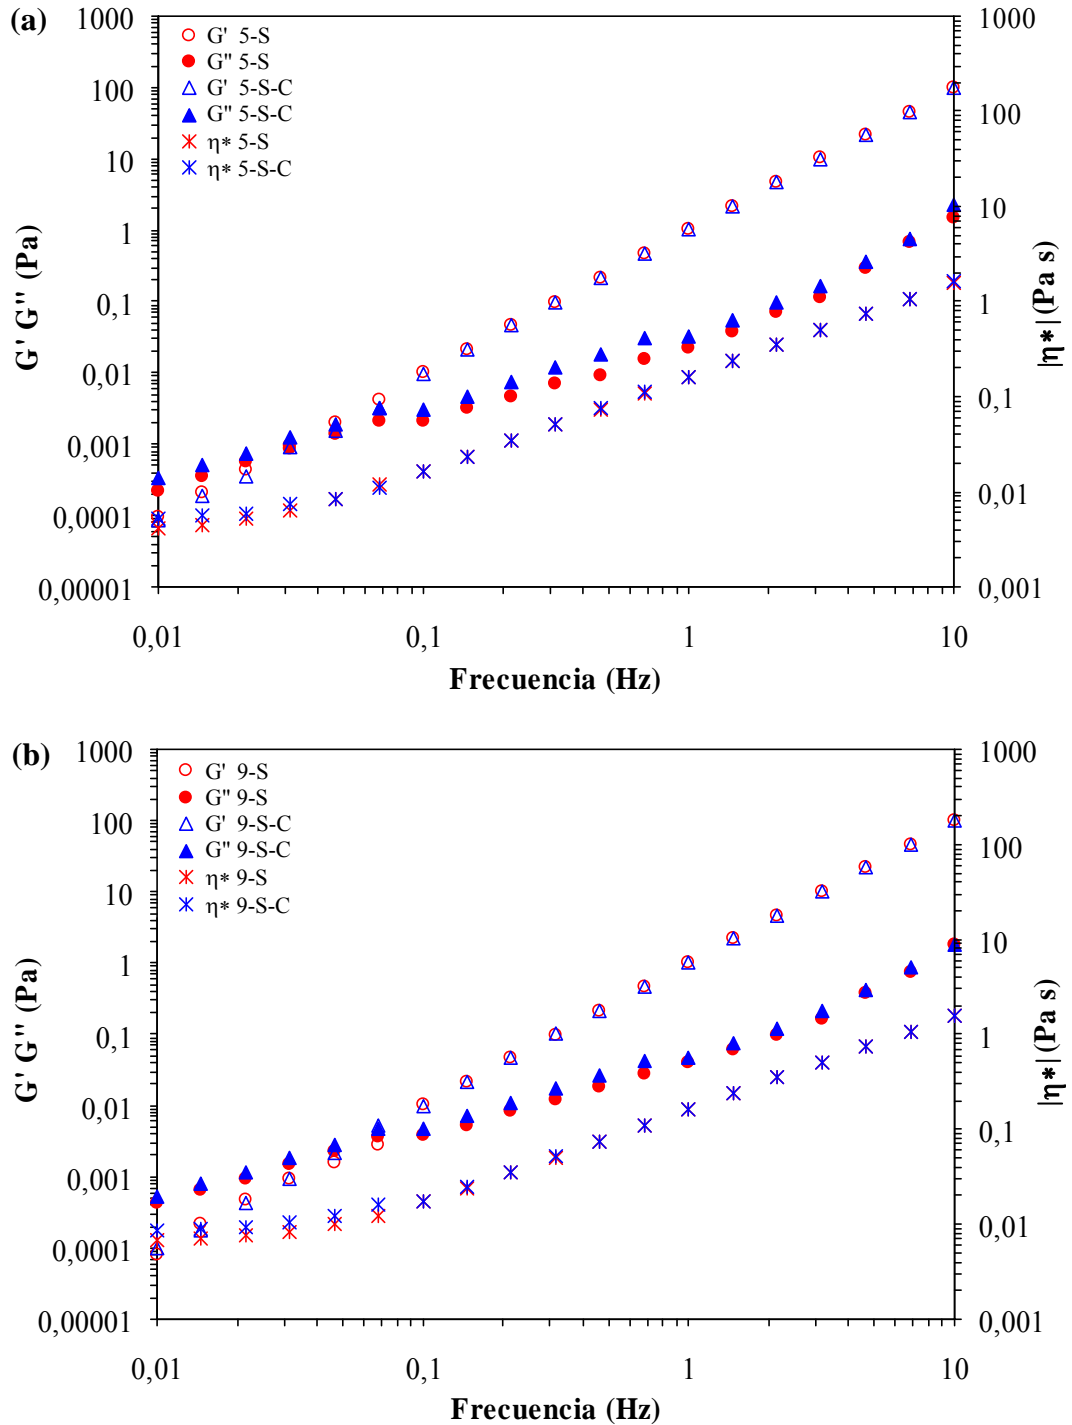 (a)
1000
100
10
1
0,1
0,01
0,001
0,0001
0,00001
G' G" (Pa)
G' 5-S
G" 5-S
G' 5-S-C
G" 5-S-C
η* 5-S
η* 5-S-C
1000
100
10
1
0,1
0,01
0,001
|η*| (Pa s)
0,01 0,1 1 10
Frecuencia (Hz)
(b)
1000
100
10
1
0,1
0,01
0,001
0,0001
0,00001
G' G" (Pa)
G' 9-S
G" 9-S
G' 9-S-C
G" 9-S-C
η* 9-S
η* 9-S-C
1000
100
10
1
0,1
0,01
0,001
|η*| (Pa s)
0,01 0,1 1 10
Frecuencia (Hz)